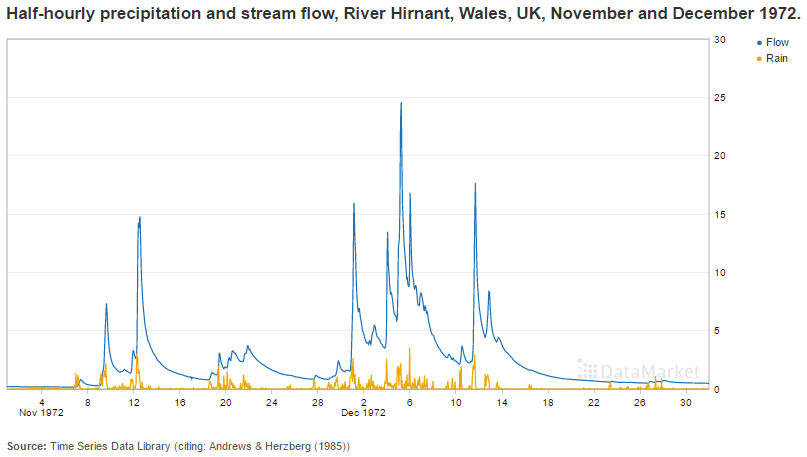 Half-hourly precipitation and stream flow, River Hirnant, Wales, UK, November and December 1972.
30
Flow
Rain
25
20
15
10
5
0
DataMarket
4 8 12 16 20 24 28 2 6 10 14 18 22 26 30
Nov 1972 Dec 1972
Source: Time Series Data Library (citing: Andrews & Herzberg (1985))